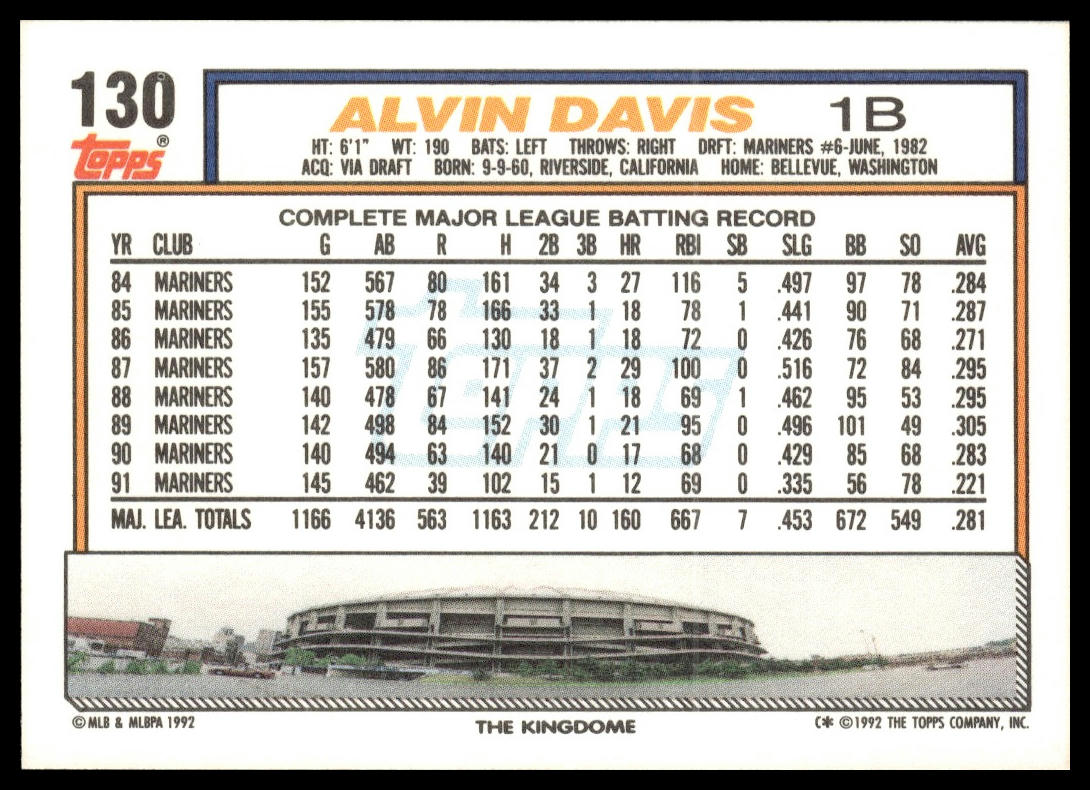 130
topps®
ALVIN DAVIS 1B
HT: 6'1" WT: 190 BATS: LEFT THROWS: RIGHT DRFT: MARINERS #6-JUNE, 1982
ACQ: VIA DRAFT BORN: 9-9-60, RIVERSIDE, CALIFORNIA HOME: BELLEVUE, WASHINGTON
COMPLETE MAJOR LEAGUE BATTING RECORD
YR CLUB G AB R H 2B 3B HR RBI SB SLG BB SO AVG
84 MARINERS 152 567 80 161 34 3 27 116 5 .497 97 78 .284
85 MARINERS 155 578 78 166 33 1 18 78 1 .441 90 71 .287
86 MARINERS 135 479 66 130 18 1 18 72 0 .426 76 68 .271
87 MARINERS 157 580 86 171 37 2 29 100 0 .516 72 84 .295
88 MARINERS 140 478 67 141 24 1 18 69 1 .462 95 53 .295
89 MARINERS 142 498 84 152 30 1 21 95 0 .496 101 49 .305
90 MARINERS 140 494 63 140 21 0 17 68 0 .429 85 68 .283
91 MARINERS 145 462 39 102 15 1 12 69 0 .335 56 78 .221
MAJ. LEA. TOTALS 1166 4136 563 1163 212 10 160 667 7 .453 672 549 .281
topps
© MLB & MLBPA 1992
THE KINGDOME
C* © 1992 THE TOPPS COMPANY, INC.